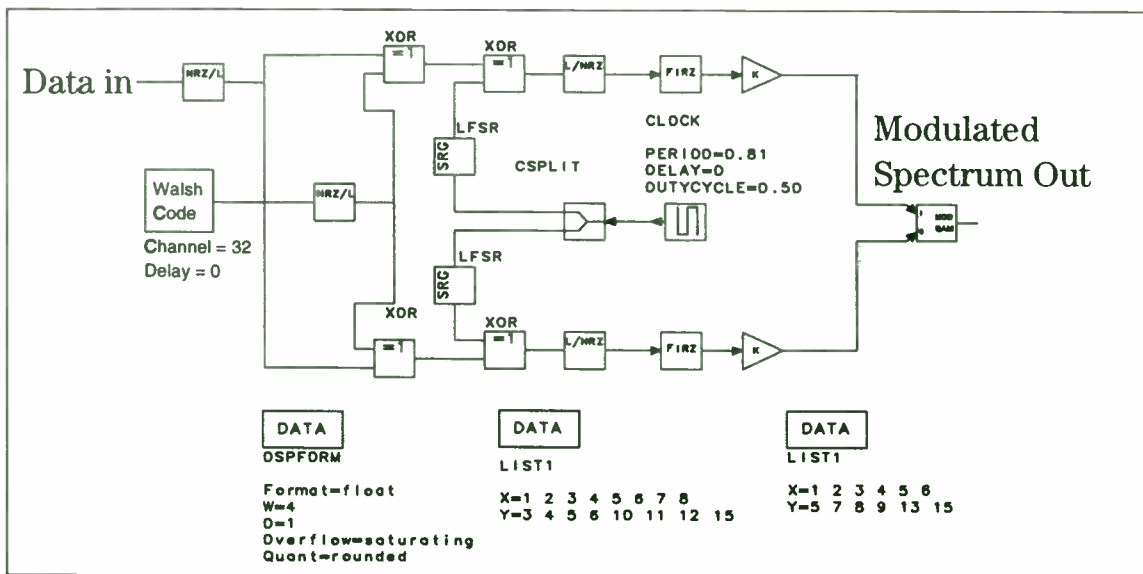 XOR
=1
XOR
=1
Data in
NRZ/L
L/NRZ
FIRZ
K
LFSR
SRG
CLOCK
PERIOD=0.81
DELAY=0
DUTYCYCLE=0.50
Modulated
Spectrum Out
CSPLIT
Walsh
Code
NRZ/L
Channel = 32
Delay = 0
MOD
QAM
LFSR
SRG
XOR
=1
XOR
=1
L/NRZ
FIRZ
K
DATA
DSPFORM
Format=float
W=4
D=1
Overflow=saturating
Quant=rounded
DATA
LIST1
X=1 2 3 4 5 6 7 8
Y=3 4 5 6 10 11 12 15
DATA
LIST1
X=1 2 3 4 5 6
Y=5 7 8 9 13 15